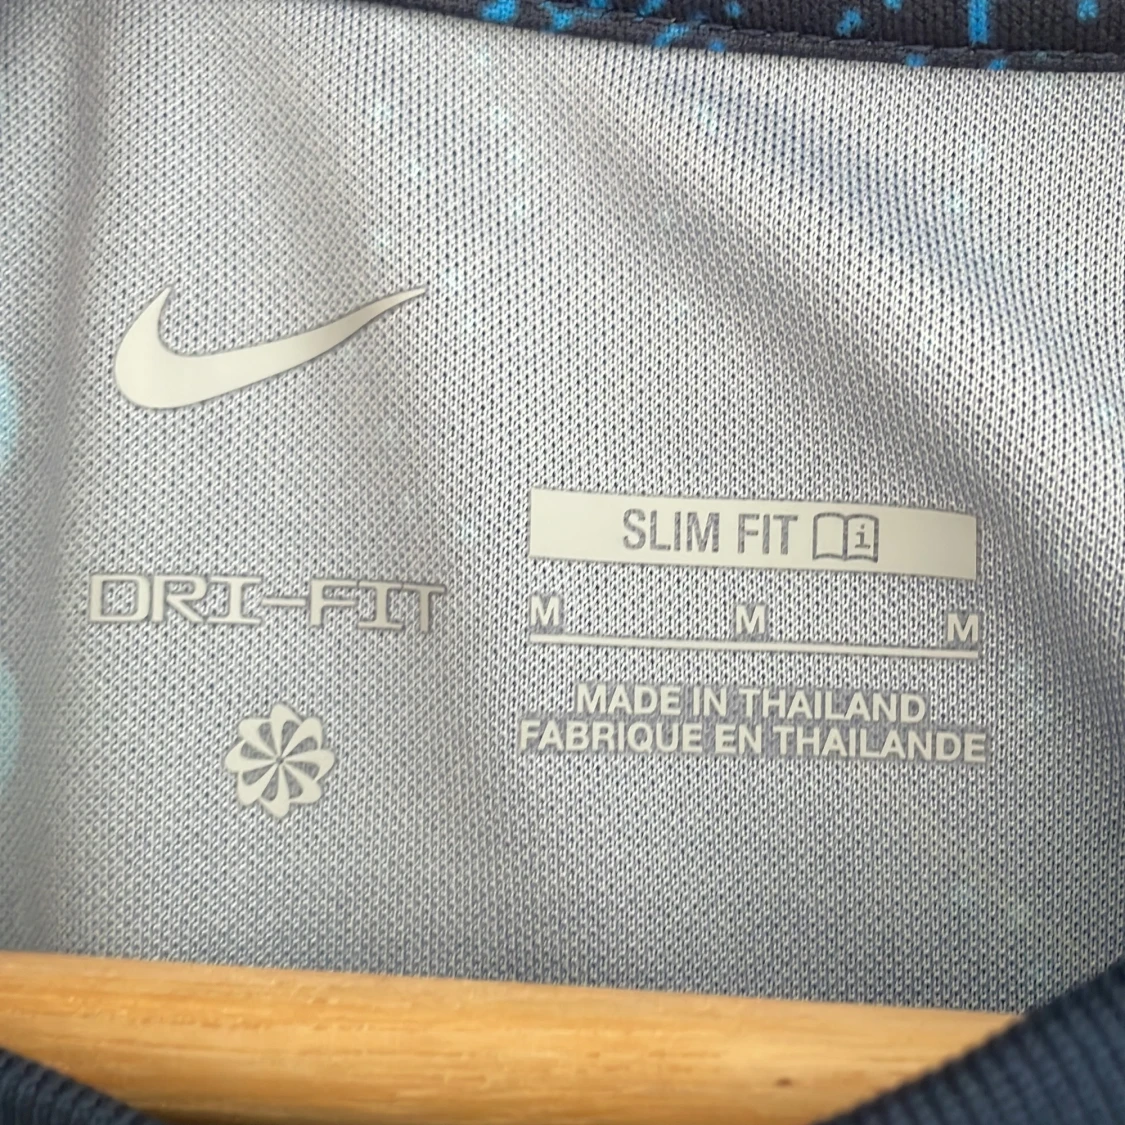 DRI-FIT
SLIM FIT
M M M
MADE IN THAILAND
FABRIQUE EN THAILANDE